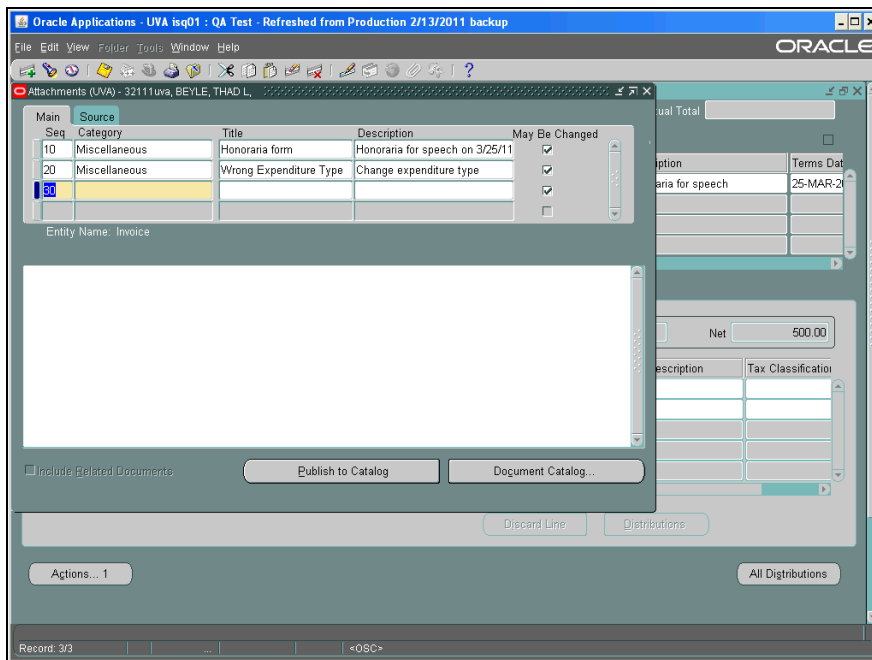 Oracle Applications - UVA isq01 : QA Test - Refreshed from Production 2/13/2011 backup
File Edit View Folder Tools Window Help
ORACLE
Attachments (UVA) - 32111uva, BEYLE, THAD L,
tual Total
Main Source
Seq Category Title Description May Be Changed
10 Miscellaneous Honoraria form Honoraria for speech on 3/25/11
20 Miscellaneous Wrong Expenditure Type Change expenditure type
30
iption Terms Dat
aria for speech 25-MAR-20
Entity Name: Invoice
Net 500.00
escription Tax Classification
Include Related Documents Publish to Catalog Document Catalog...
Discard Line Distributions
Actions... 1 All Distributions
Record: 3/3 ... <OSC>